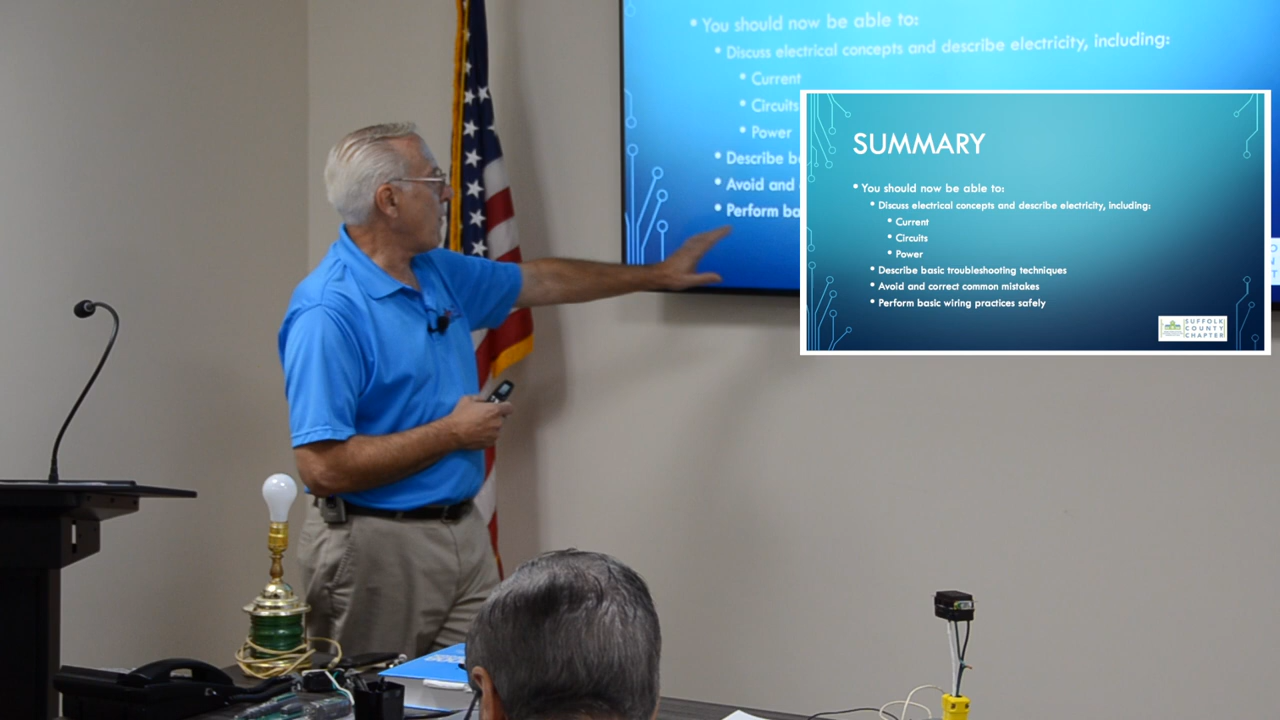 • You should now be able to:
• Discuss electrical concepts and describe electricity, including:
• Current
• Circuits
• Power
• Describe b
• Avoid and
• Perform ba
SUMMARY
• You should now be able to:
• Discuss electrical concepts and describe electricity, including:
• Current
• Circuits
• Power
• Describe basic troubleshooting techniques
• Avoid and correct common mistakes
• Perform basic wiring practices safely
SUFFOLK
COUNTY
CHAPTER